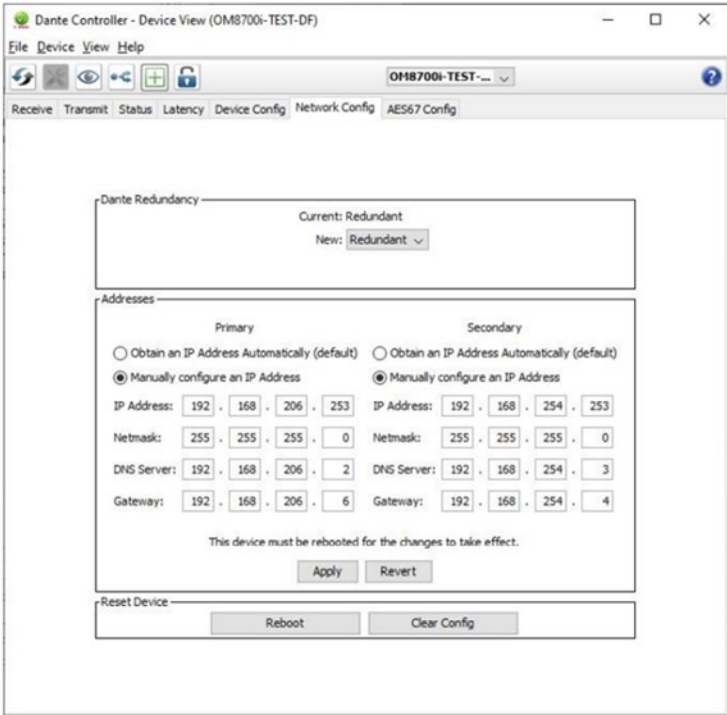 Dante Controller - Device View (OM8700i-TEST-DF)
File Device View Help
OM8700i-TEST-...
Receive Transmit Status Latency Device Config Network Config AES67 Config
Dante Redundancy
Current: Redundant
New: Redundant
Addresses
Primary Secondary
Obtain an IP Address Automatically (default) Obtain an IP Address Automatically (default)
Manually configure an IP Address Manually configure an IP Address
IP Address: 192 . 168 . 206 . 253 IP Address: 192 . 168 . 254 . 253
Netmask: 255 . 255 . 255 . 0 Netmask: 255 . 255 . 255 . 0
DNS Server: 192 . 168 . 206 . 2 DNS Server: 192 . 168 . 254 . 3
Gateway: 192 . 168 . 206 . 6 Gateway: 192 . 168 . 254 . 4
This device must be rebooted for the changes to take effect.
Apply Revert
Reset Device
Reboot Clear Config